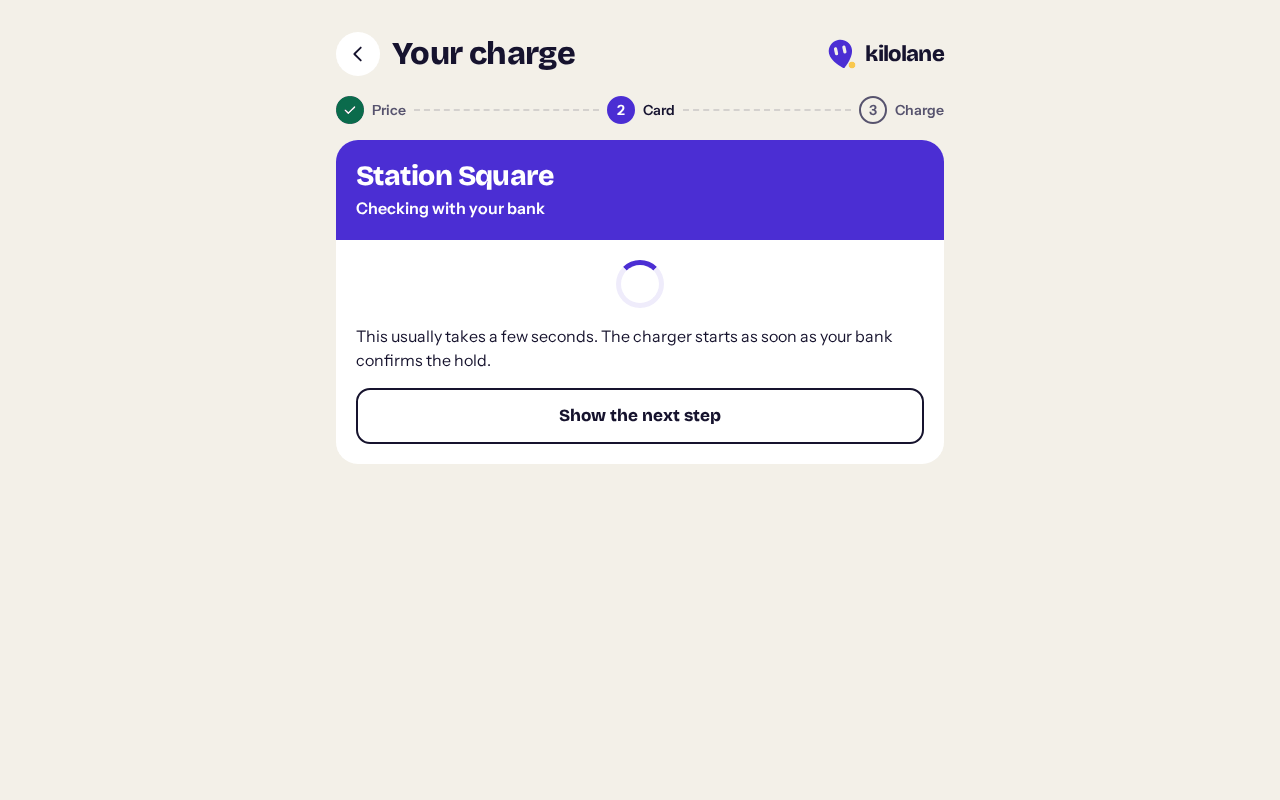 Your charge
kilolane
Price
2 Card
3 Charge
Station Square
Checking with your bank
This usually takes a few seconds. The charger starts as soon as your bank
confirms the hold.
Show the next step